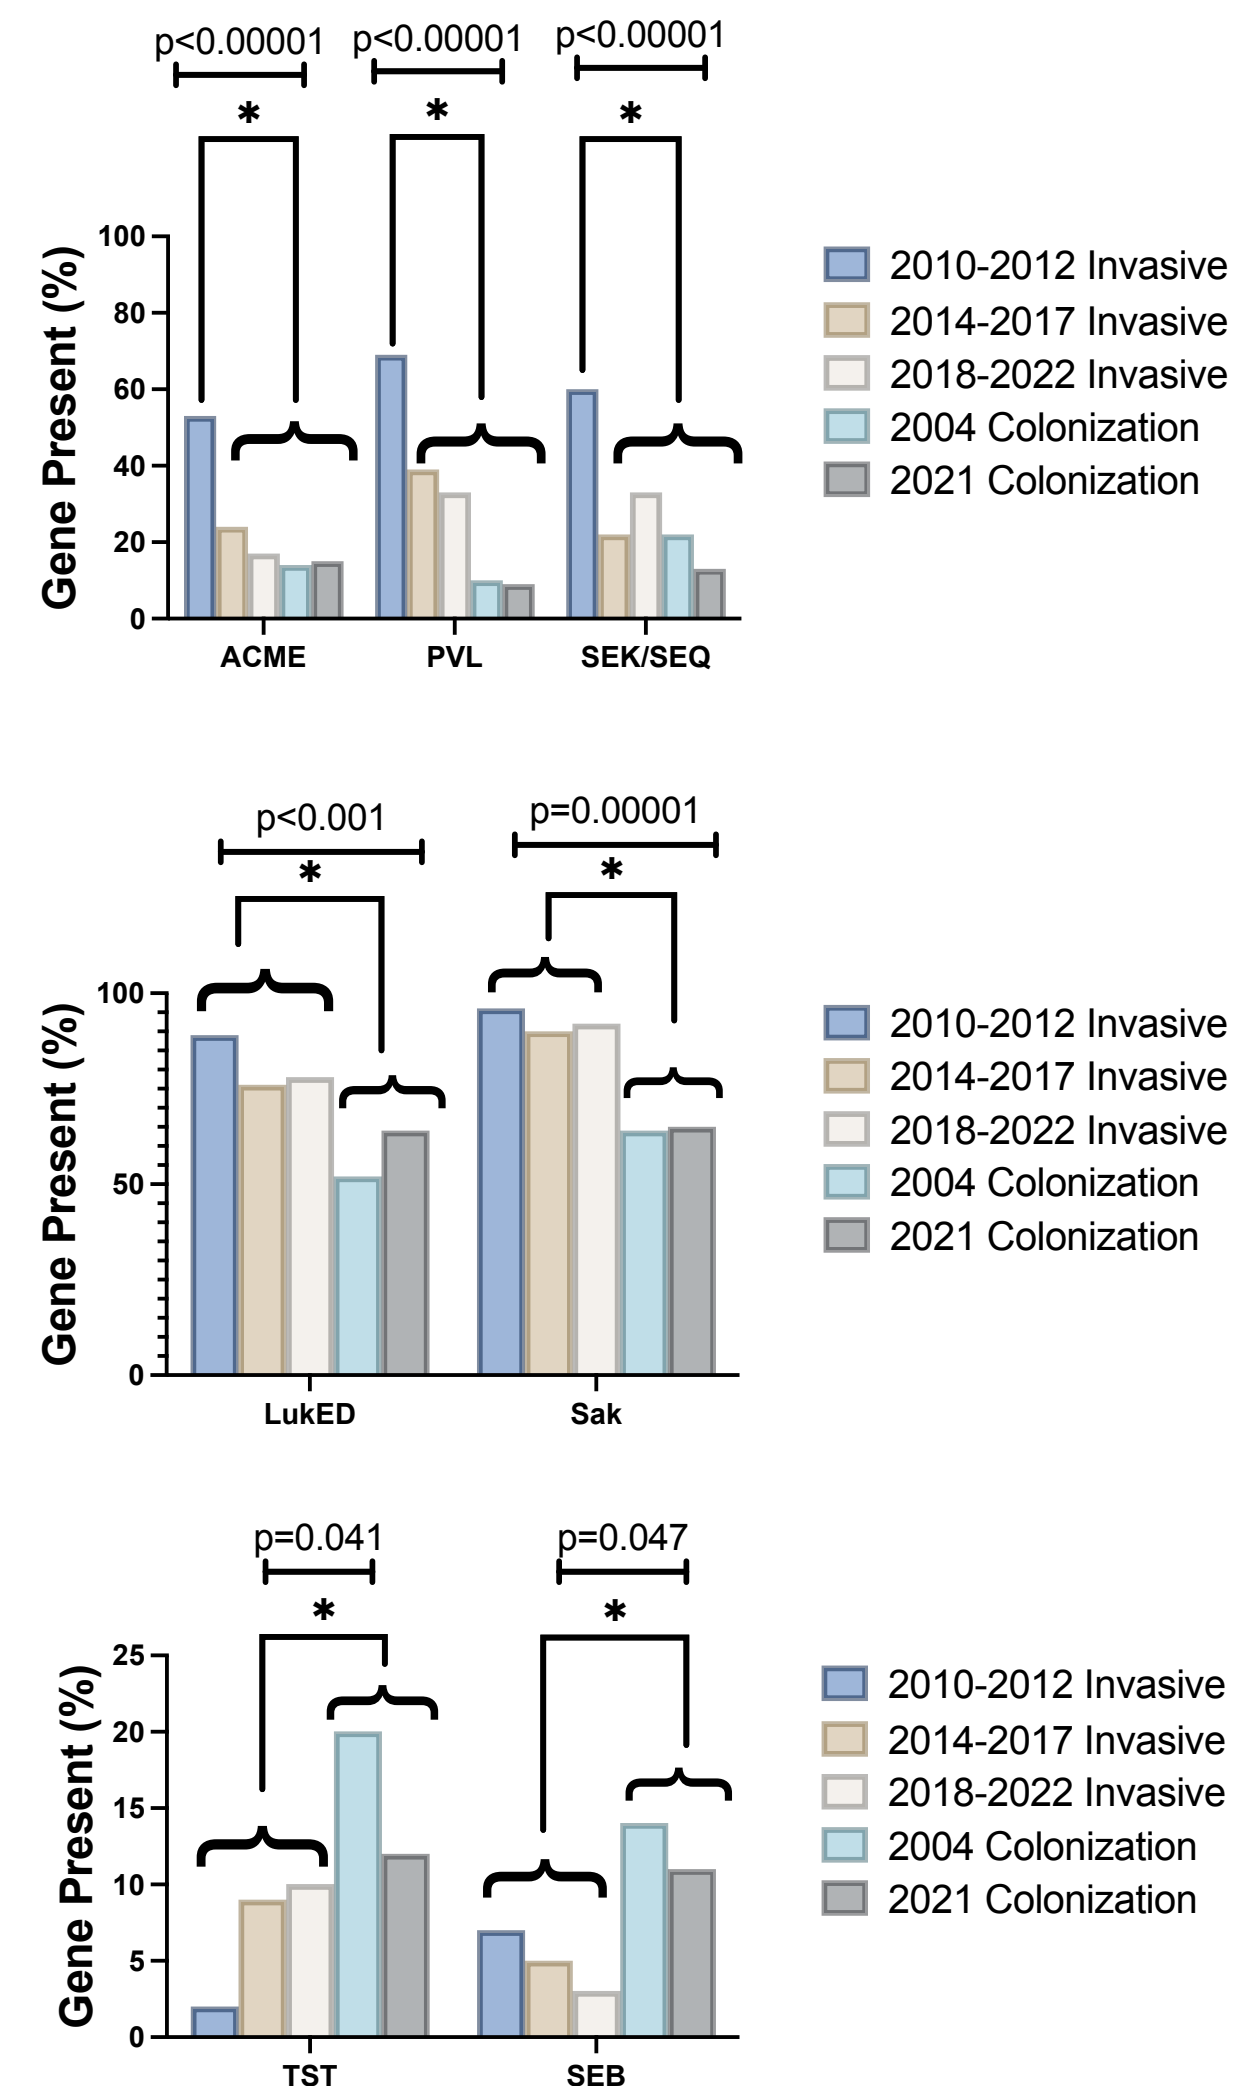 p<0.00001 p<0.00001 p<0.00001
* * *
Gene Present (%)
100
80
60
40
20
0
ACME PVL SEK/SEQ
2010-2012 Invasive
2014-2017 Invasive
2018-2022 Invasive
2004 Colonization
2021 Colonization
p<0.001 p=0.00001
* *
Gene Present (%)
100
50
0
LukED Sak
2010-2012 Invasive
2014-2017 Invasive
2018-2022 Invasive
2004 Colonization
2021 Colonization
p=0.041 p=0.047
* *
Gene Present (%)
25
20
15
10
5
0
TST SEB
2010-2012 Invasive
2014-2017 Invasive
2018-2022 Invasive
2004 Colonization
2021 Colonization